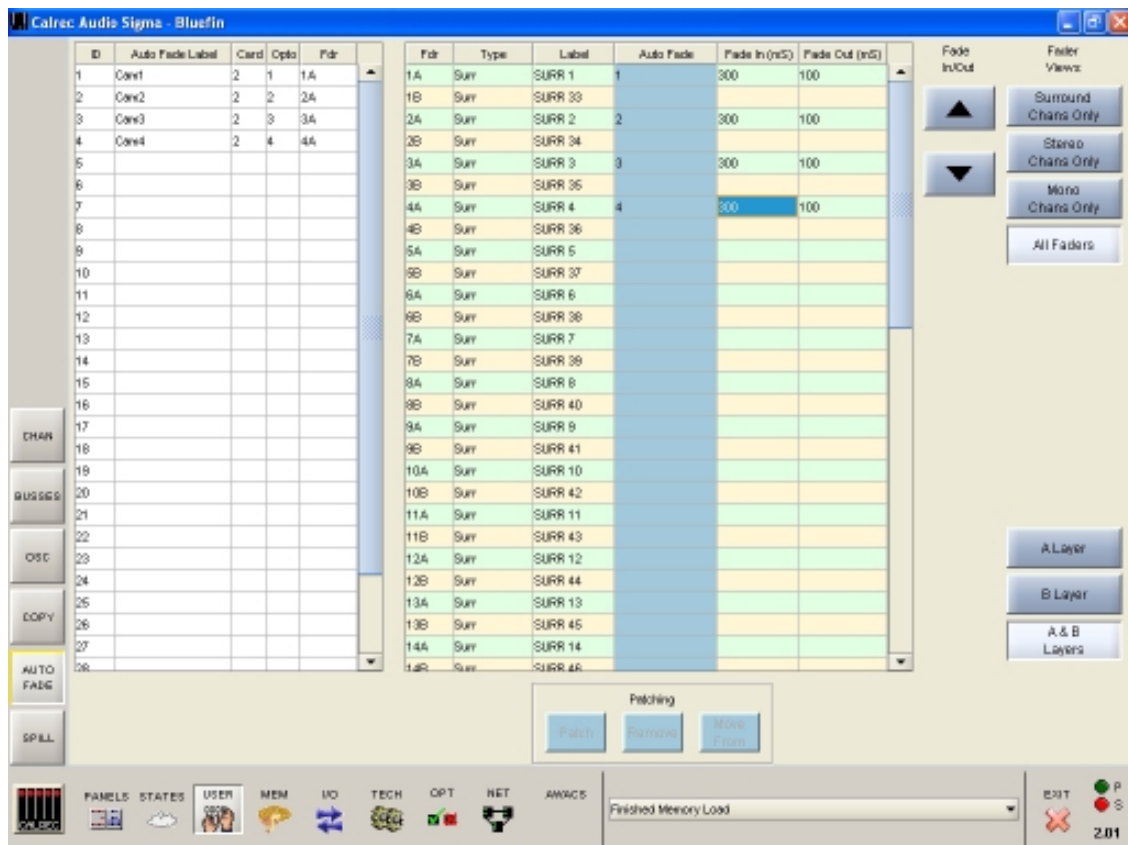 Calrec Audio Sigma - Bluefin
ID Auto Fade Label Card Opto Fdr
1 Cam1 2 1 1A
2 Cam2 2 2 2A
3 Cam3 2 3 3A
4 Cam4 2 4 4A
5
6
7
8
9
10
11
12
13
14
15
16
17
18
19
20
21
22
23
24
25
26
27
28
Fdr Type Label Auto Fade Fade In (mS) Fade Out (mS)
1A Surr SURR 1 1 300 100
1B Surr SURR 33
2A Surr SURR 2 2 300 100
2B Surr SURR 34
3A Surr SURR 3 3 300 100
3B Surr SURR 35
4A Surr SURR 4 4 300 100
4B Surr SURR 36
5A Surr SURR 5
5B Surr SURR 37
6A Surr SURR 6
6B Surr SURR 38
7A Surr SURR 7
7B Surr SURR 39
8A Surr SURR 8
8B Surr SURR 40
9A Surr SURR 9
9B Surr SURR 41
10A Surr SURR 10
10B Surr SURR 42
11A Surr SURR 11
11B Surr SURR 43
12A Surr SURR 12
12B Surr SURR 44
13A Surr SURR 13
13B Surr SURR 45
14A Surr SURR 14
14B Surr SURR 46
Fade
In/Out
Fader
Views:
Surround
Chans Only
Stereo
Chans Only
Mono
Chans Only
All Faders
A Layer
B Layer
A & B
Layers
CHAN
BUSSES
OSC
COPY
AUTO
FADE
SPILL
Patching
Patch
Remove
Move
From
CALREC
PANELS STATES USER MEM I/O TECH OPT NET AWACS
Finished Memory Load
EXIT
P
S
2.01